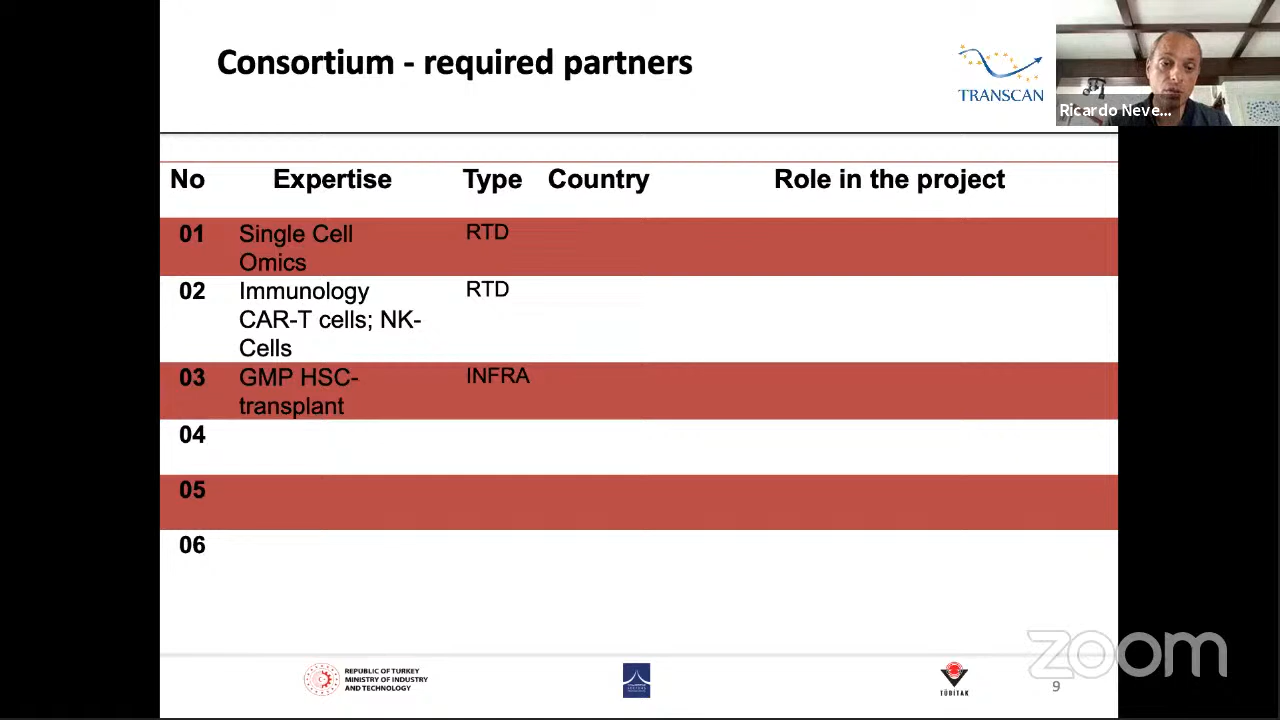 Consortium - required partners
TRANSCAN
Ricardo Neve...
No Expertise Type Country Role in the project
01 Single Cell RTD
Omics
02 Immunology RTD
CAR-T cells; NK-
Cells
03 GMP HSC- INFRA
transplant
04
05
06
REPUBLIC OF TURKEY
MINISTRY OF INDUSTRY
AND TECHNOLOGY
TÜBİTAK
9
zoom